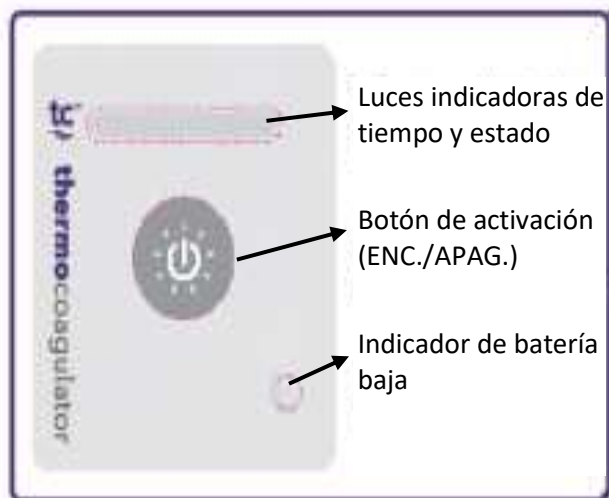 thermocoagulator
Luces indicadoras de
tiempo y estado
Botón de activación
(ENC./APAG.)
Indicador de batería
baja